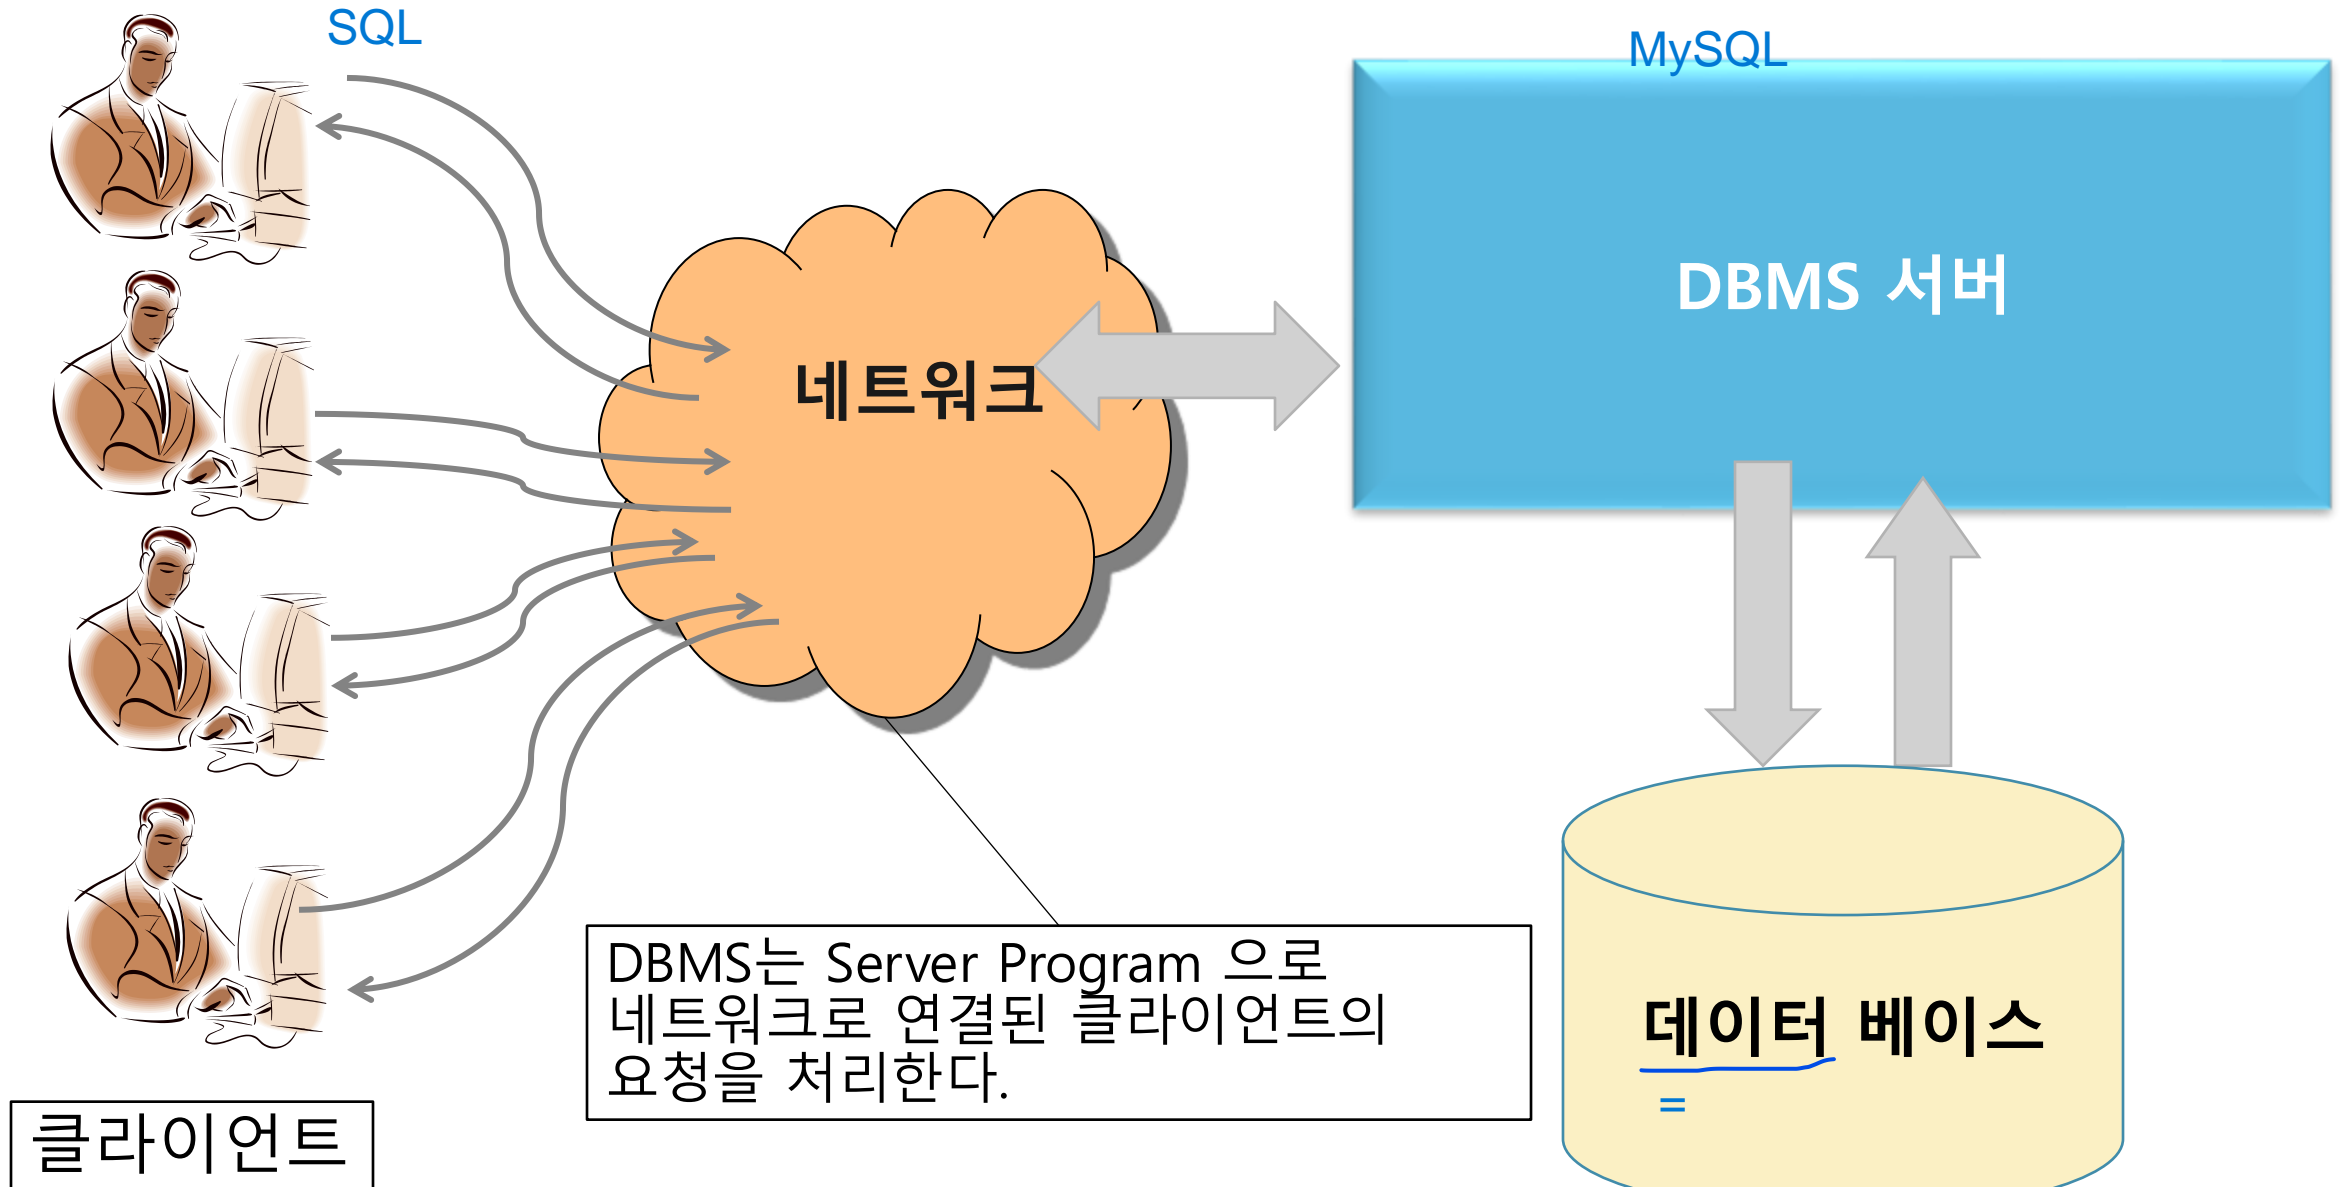 SQL
MySQL
DBMS 서버
네트워크
DBMS는 Server Program 으로
네트워크로 연결된 클라이언트의
요청을 처리한다.
데이터 베이스
=
클라이언트